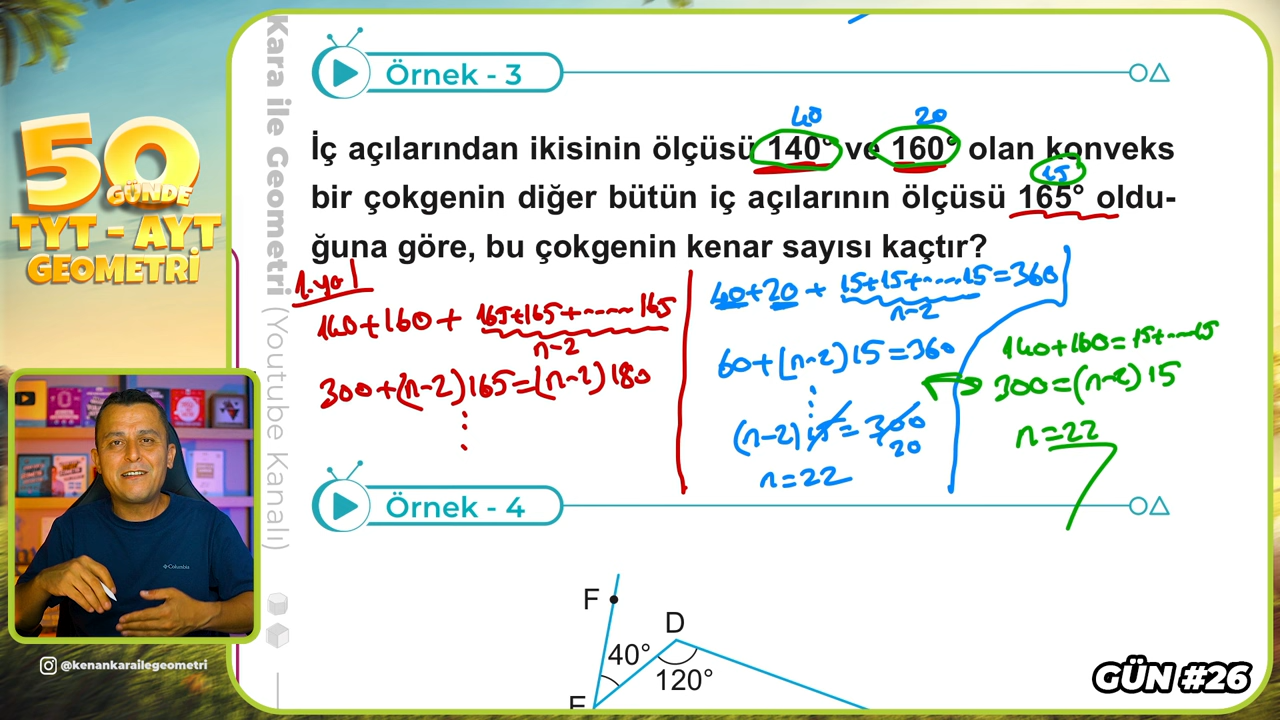 50
GÜNDE
TYT - AYT
GEOMETRİ
Kara ile Geometri (Youtube Kanalı)
Örnek - 3
40 20
İç açılarından ikisinin ölçüsü 140° ve 160° olan konveks
15
bir çokgenin diğer bütün iç açılarının ölçüsü 165° oldu-
ğuna göre, bu çokgenin kenar sayısı kaçtır?
1.yol
140+160+ 165+165+...... 165
n-2
300+(n-2)165=(n-2)180
40+20 + 15+15+......15=360
n-2
60+(n-2)15=360
(n-2) 15 = 300
20
n=22
140+160=15+....15
300=(n-2)15
n=22
Örnek - 4
F
D
40°
120°
E
Columbia
@kenankarailegeometri
GÜN #26